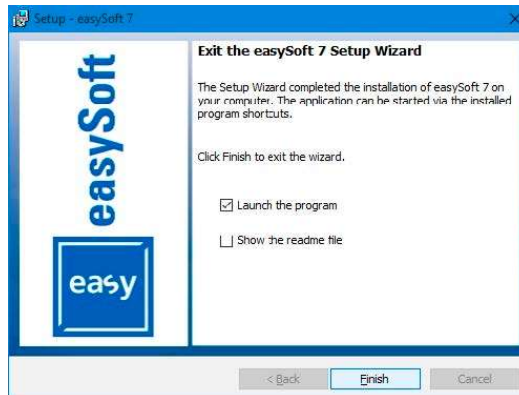 Setup - easySoft 7
easySoft
easy
Exit the easySoft 7 Setup Wizard
The Setup Wizard completed the installation of easySoft 7 on
your computer. The application can be started via the installed
program shortcuts.
Click Finish to exit the wizard.
Launch the program
Show the readme file
< Back
Finish
Cancel